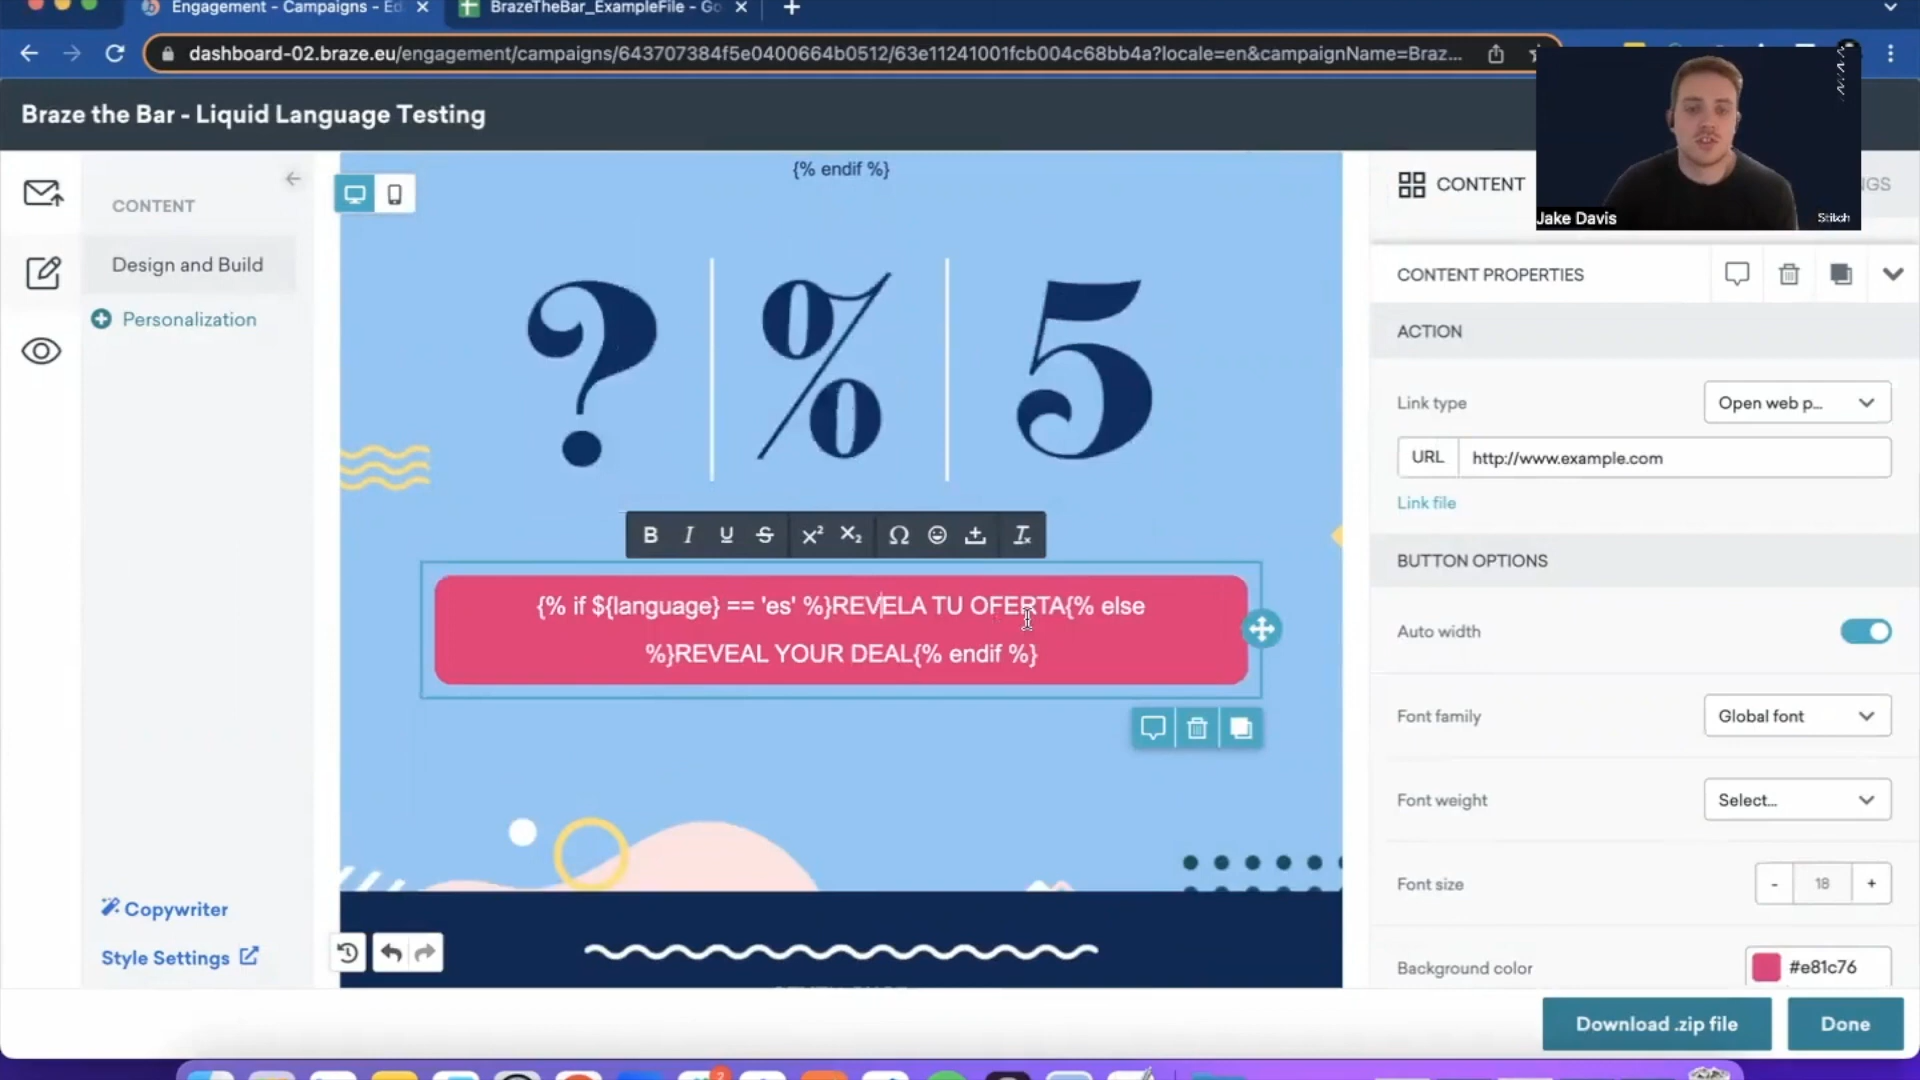 Engagement - Campaigns - Ed
BrazeTheBar_ExampleFile - Go
dashboard-02.braze.eu/engagement/campaigns/643707384f5e0400664b0512/63e11241001fcb004c68bb4a?locale=en&campaignName=Braz...
Braze the Bar - Liquid Language Testing
Jake Davis
Stitch
CONTENT
Design and Build
Personalization
Copywriter
Style Settings
{% endif %}
? % 5
B I U S X² X₂ Ω
{% if ${language} == 'es' %}REVELA TU OFERTA{% else
%}REVEAL YOUR DEAL{% endif %}
CONTENT
NGS
CONTENT PROPERTIES
ACTION
Link type
Open web p...
URL
http://www.example.com
Link file
BUTTON OPTIONS
Auto width
Font family
Global font
Font weight
Select...
Font size
- 18 +
Background color
#e81c76
Download .zip file
Done
2